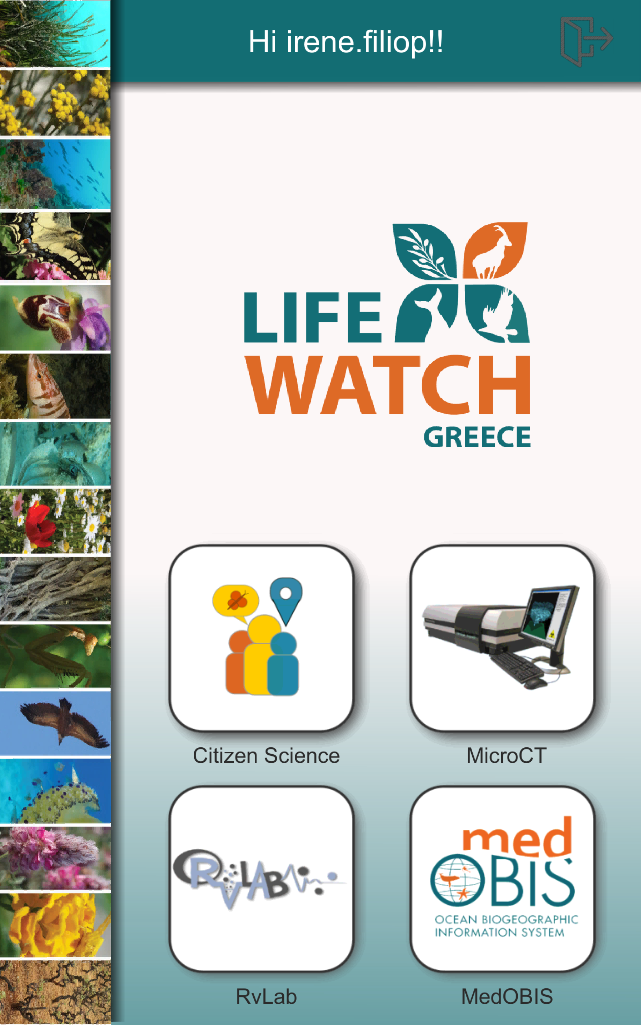 Hi irene.filiop!!
LIFE
WATCH
GREECE
Citizen Science
MicroCT
RvLAB
med
OBIS
OCEAN BIOGEOGRAPHIC
INFORMATION SYSTEM
RvLab
MedOBIS